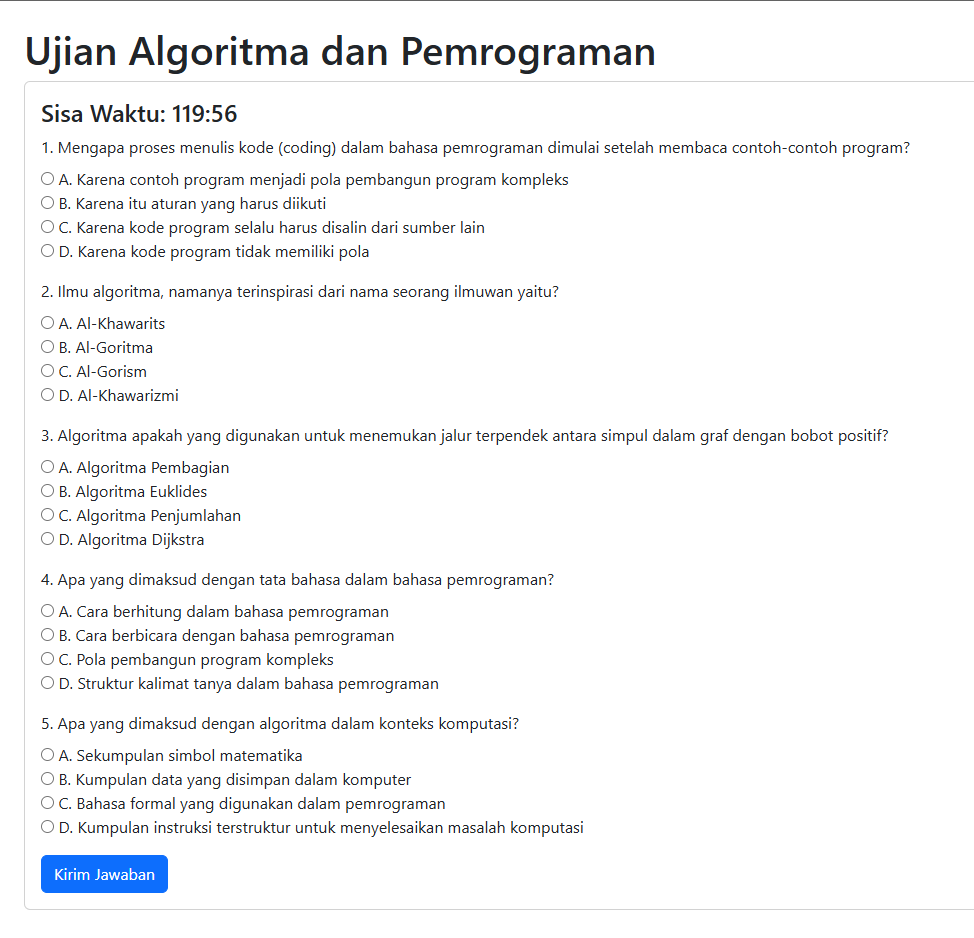 Ujian Algoritma dan Pemrograman
Sisa Waktu: 119:56
1. Mengapa proses menulis kode (coding) dalam bahasa pemrograman dimulai setelah membaca contoh-contoh program?
A. Karena contoh program menjadi pola pembangun program kompleks
B. Karena itu aturan yang harus diikuti
C. Karena kode program selalu harus disalin dari sumber lain
D. Karena kode program tidak memiliki pola
2. Ilmu algoritma, namanya terinspirasi dari nama seorang ilmuwan yaitu?
A. Al-Khawarits
B. Al-Goritma
C. Al-Gorism
D. Al-Khawarizmi
3. Algoritma apakah yang digunakan untuk menemukan jalur terpendek antara simpul dalam graf dengan bobot positif?
A. Algoritma Pembagian
B. Algoritma Euklides
C. Algoritma Penjumlahan
D. Algoritma Dijkstra
4. Apa yang dimaksud dengan tata bahasa dalam bahasa pemrograman?
A. Cara berhitung dalam bahasa pemrograman
B. Cara berbicara dengan bahasa pemrograman
C. Pola pembangun program kompleks
D. Struktur kalimat tanya dalam bahasa pemrograman
5. Apa yang dimaksud dengan algoritma dalam konteks komputasi?
A. Sekumpulan simbol matematika
B. Kumpulan data yang disimpan dalam komputer
C. Bahasa formal yang digunakan dalam pemrograman
D. Kumpulan instruksi terstruktur untuk menyelesaikan masalah komputasi
Kirim Jawaban